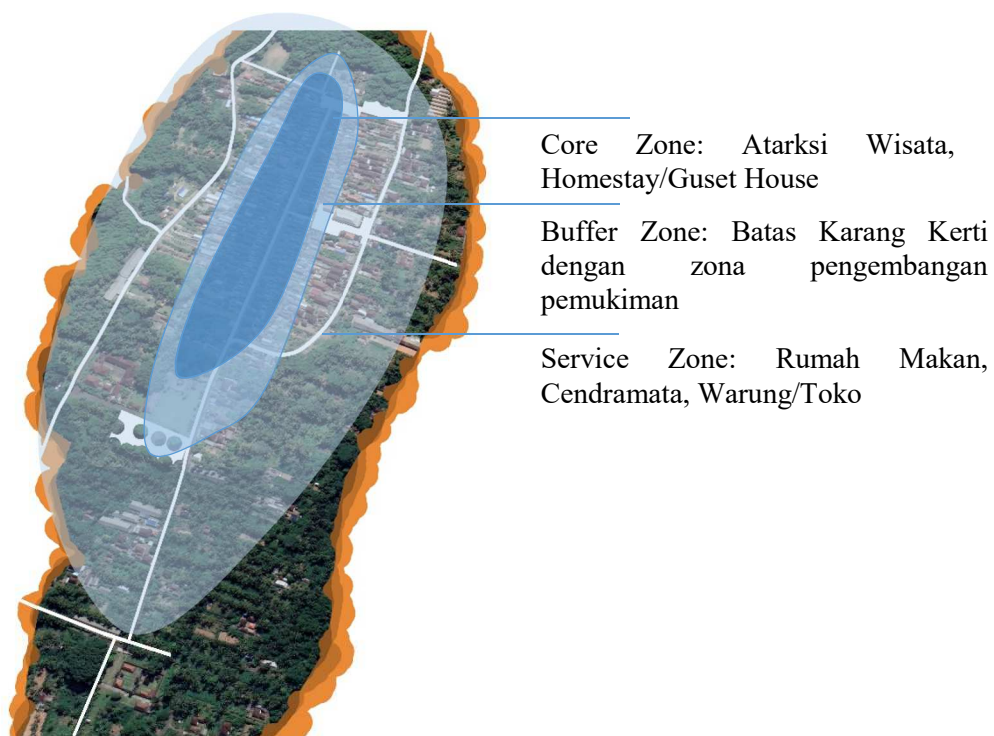 Core Zone: Atarksi Wisata,
Homestay/Guset House
Buffer Zone: Batas Karang Kerti
dengan zona pengembangan
pemukiman
Service Zone: Rumah Makan,
Cendramata, Warung/Toko